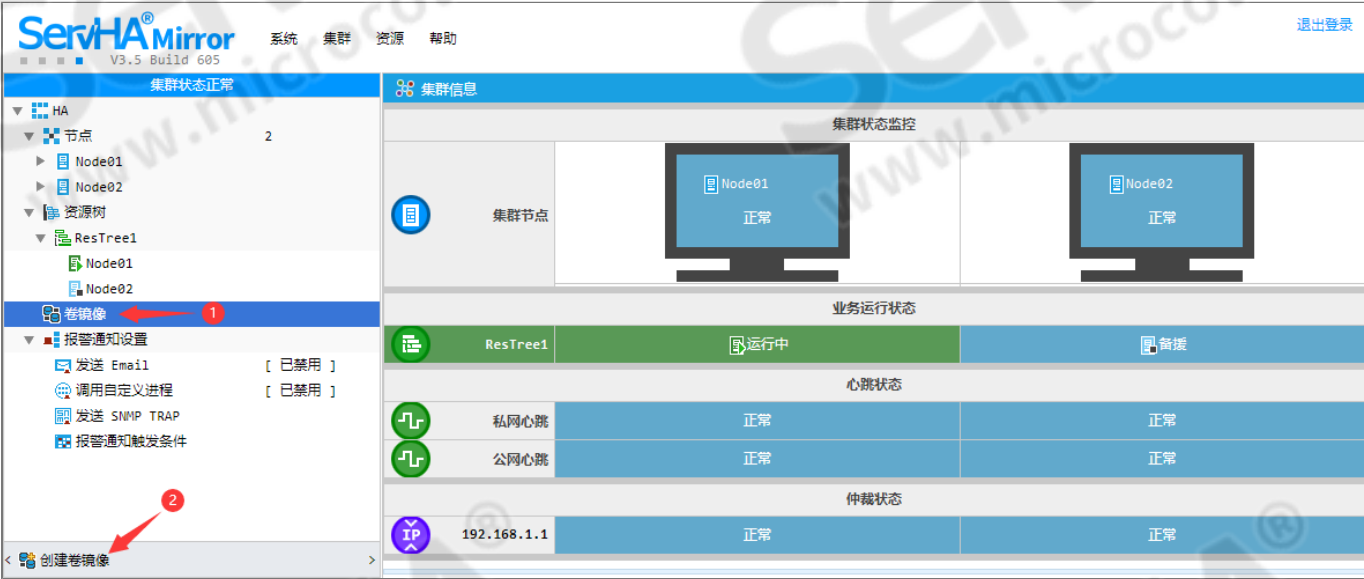 ServHA® Mirror
V3.5 Build 605
系统 集群 资源 帮助
退出登录
集群状态正常
HA
节点 2
Node01
Node02
资源树
ResTree1
Node01
Node02
卷镜像 1
报警通知设置
发送 Email [ 已禁用 ]
调用自定义进程 [ 已禁用 ]
发送 SNMP TRAP
报警通知触发条件
2
< 创建卷镜像 >
集群信息
集群状态监控
集群节点
Node01
正常
Node02
正常
业务运行状态
ResTree1 运行中 备援
心跳状态
私网心跳 正常 正常
公网心跳 正常 正常
仲裁状态
IP 192.168.1.1 正常 正常